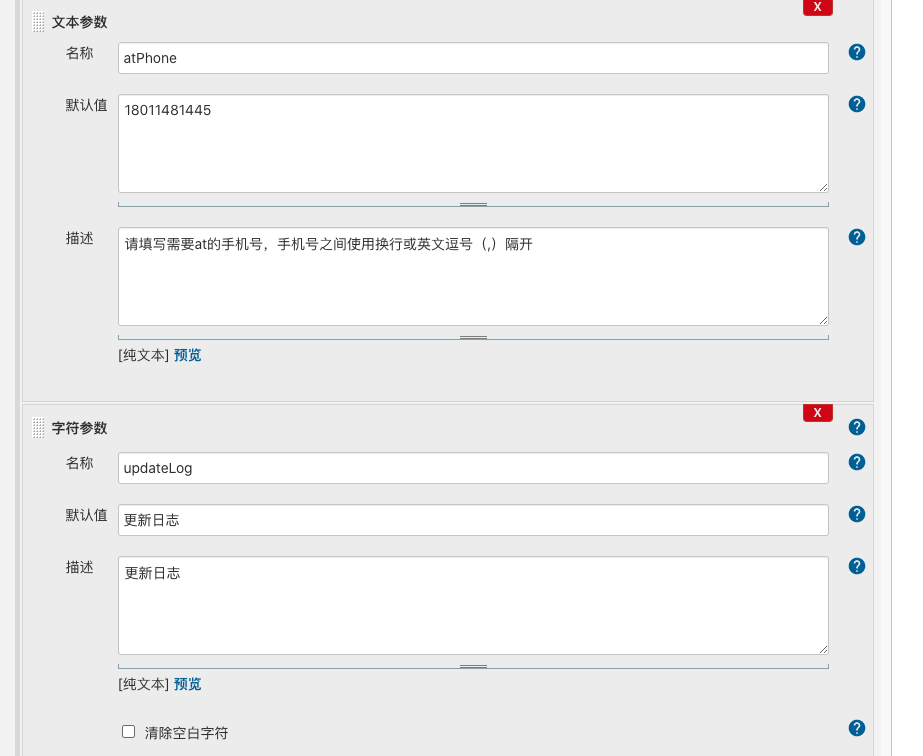 文本参数
X
名称
atPhone
?
默认值
18011481445
?
描述
请填写需要at的手机号，手机号之间使用换行或英文逗号（,）隔开
?
[纯文本] 预览
字符参数
X
?
名称
updateLog
?
默认值
更新日志
?
描述
更新日志
?
[纯文本] 预览
清除空白字符
?